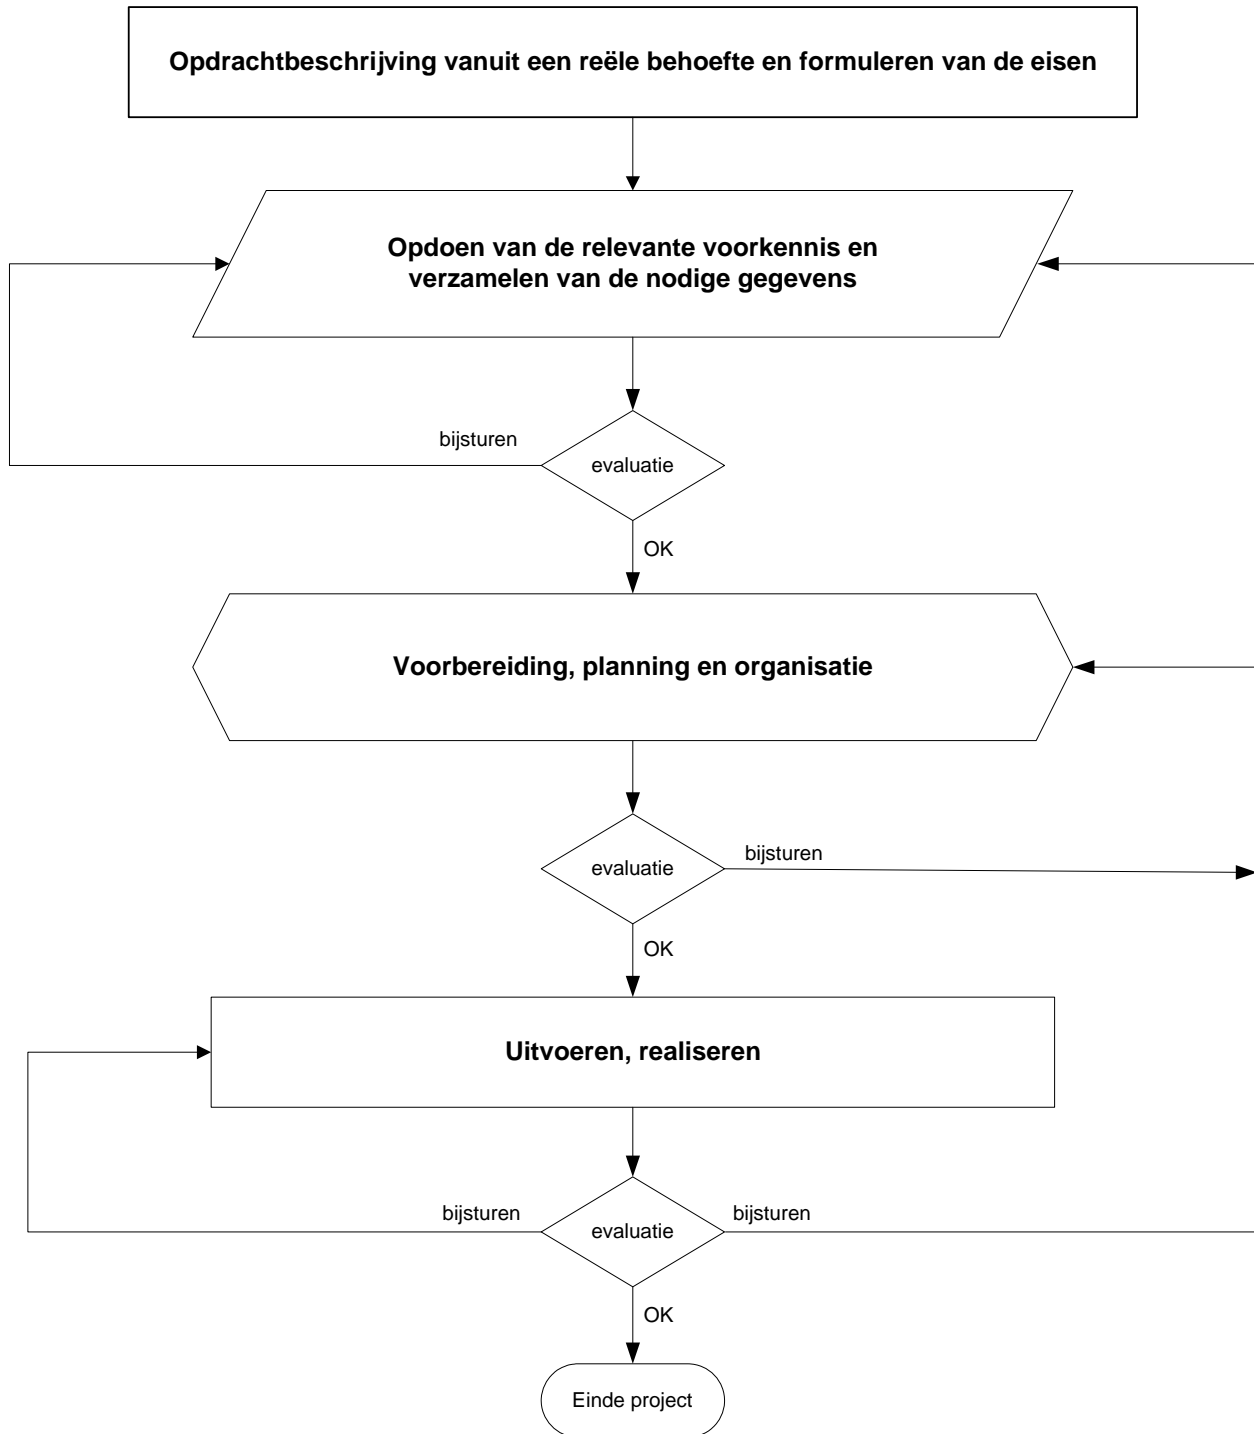 Opdrachtbeschrijving vanuit een reële behoefte en formuleren van de eisen
Opdoen van de relevante voorkennis en
verzamelen van de nodige gegevens
bijsturen
evaluatie
OK
Voorbereiding, planning en organisatie
evaluatie
bijsturen
OK
Uitvoeren, realiseren
bijsturen
evaluatie
bijsturen
OK
Einde project